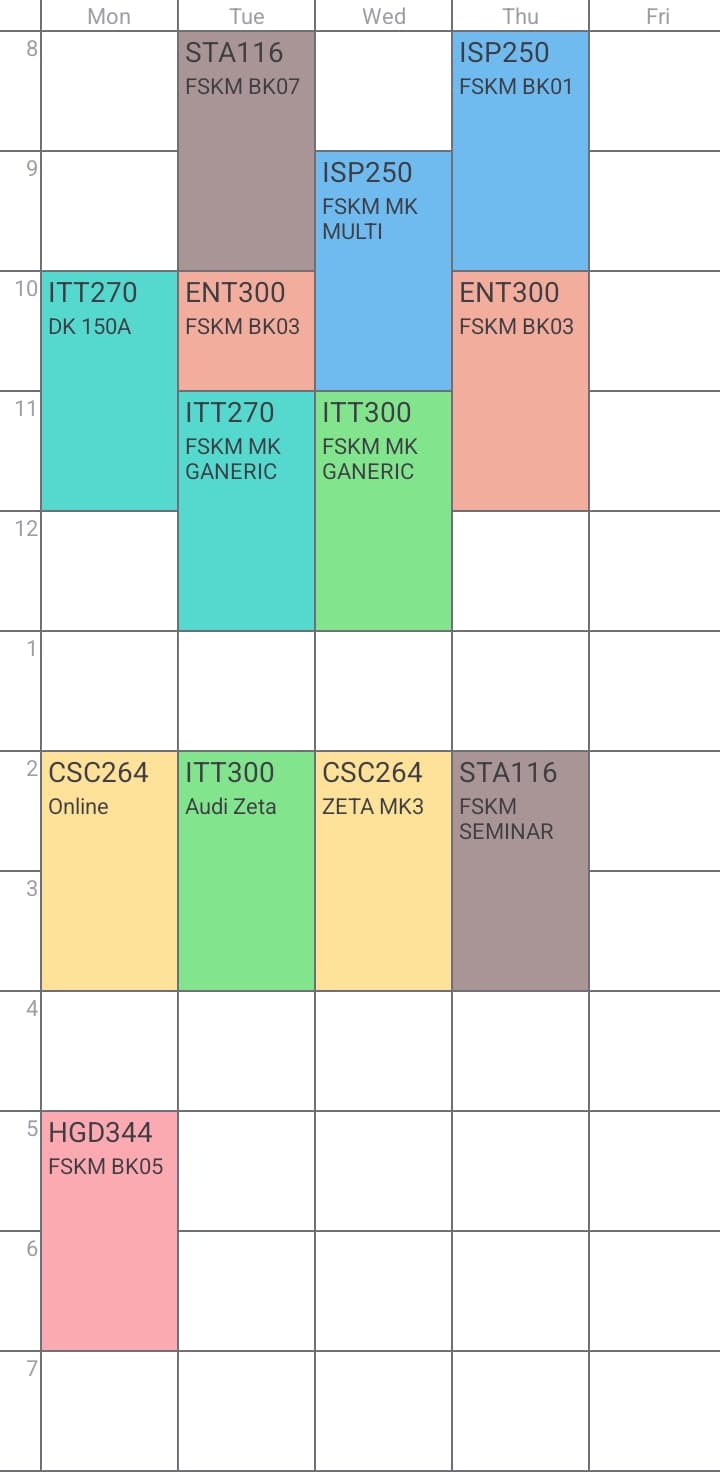 Mon Tue Wed Thu Fri
8
STA116
FSKM BK07
ISP250
FSKM BK01
9
ISP250
FSKM MK
MULTI
10
ITT270
DK 150A
ENT300
FSKM BK03
ENT300
FSKM BK03
11
ITT270
FSKM MK
GANERIC
ITT300
FSKM MK
GANERIC
12
1
2
CSC264
Online
ITT300
Audi Zeta
CSC264
ZETA MK3
STA116
FSKM
SEMINAR
3
4
5
HGD344
FSKM BK05
6
7